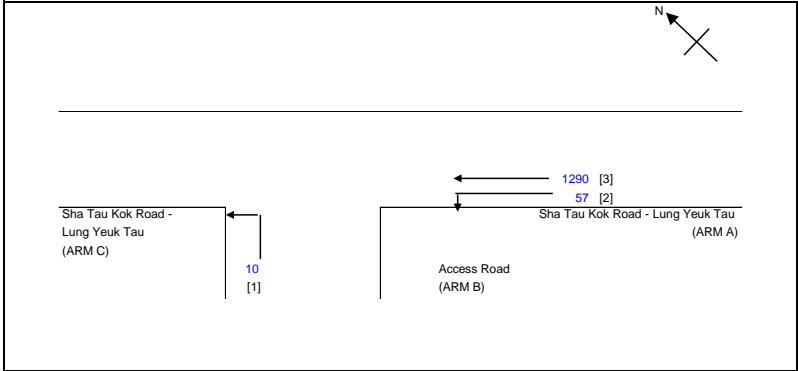 N
1290 [3]
57 [2]
Sha Tau Kok Road -
Lung Yeuk Tau
(ARM C)
Sha Tau Kok Road - Lung Yeuk Tau
(ARM A)
10
[1]
Access Road
(ARM B)